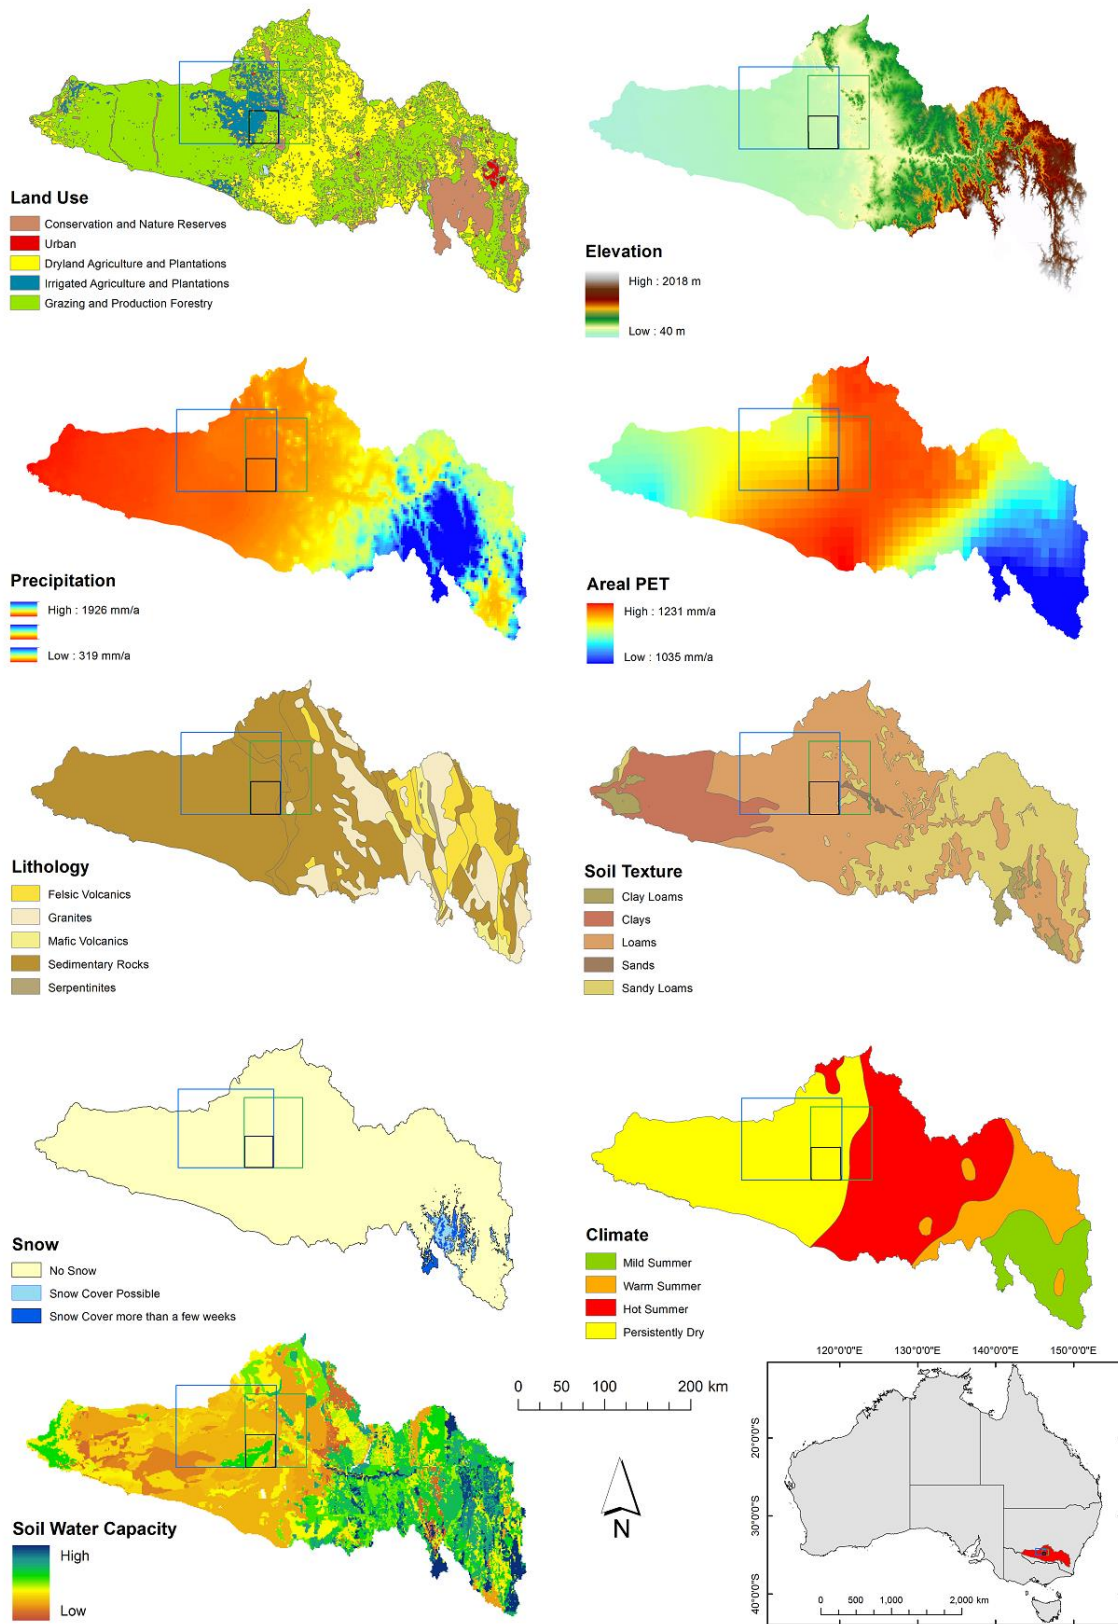 Land Use
Conservation and Nature Reserves
Urban
Dryland Agriculture and Plantations
Irrigated Agriculture and Plantations
Grazing and Production Forestry
Elevation
High : 2018 m
Low : 40 m
Precipitation
High : 1926 mm/a
Low : 319 mm/a
Areal PET
High : 1231 mm/a
Low : 1035 mm/a
Lithology
Felsic Volcanics
Granites
Mafic Volcanics
Sedimentary Rocks
Serpentinites
Soil Texture
Clay Loams
Clays
Loams
Sands
Sandy Loams
Snow
No Snow
Snow Cover Possible
Snow Cover more than a few weeks
Climate
Mild Summer
Warm Summer
Hot Summer
Persistently Dry
Soil Water Capacity
High
Low
0 50 100 200 km
N
120°0'0"E 130°0'0"E 140°0'0"E 150°0'0"E
20°0'0"S
30°0'0"S
40°0'0"S
0 500 1,000 2,000 km